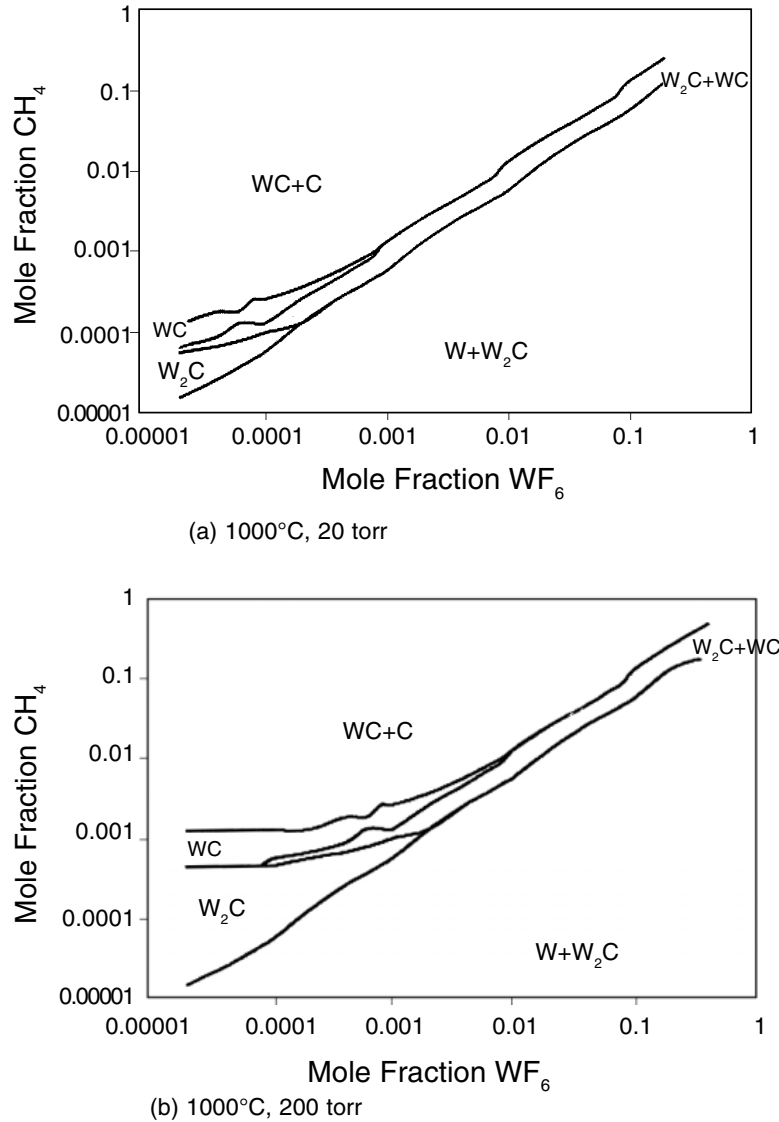 1
0.1
0.01
0.001
0.0001
0.00001
Mole Fraction CH₄
W₂C+WC
WC+C
WC
W₂C
W+W₂C
0.00001 0.0001 0.001 0.01 0.1 1
Mole Fraction WF₆
(a) 1000°C, 20 torr
1
0.1
0.01
0.001
0.0001
0.00001
Mole Fraction CH₄
W₂C+WC
WC+C
WC
W₂C
W+W₂C
0.00001 0.0001 0.001 0.01 0.1 1
Mole Fraction WF₆
(b) 1000°C, 200 torr